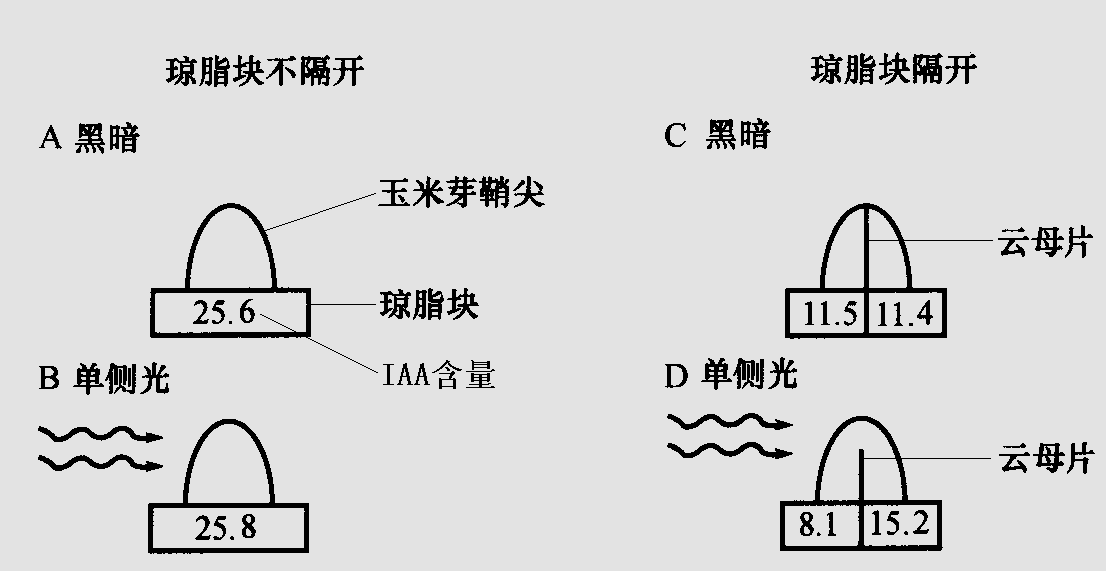 琼脂块不隔开
琼脂块隔开
A 黑暗
C 黑暗
玉米芽鞘尖
云母片
25.6
琼脂块
11.5 11.4
IAA含量
B 单侧光
D 单侧光
云母片
25.8
8.1 15.2